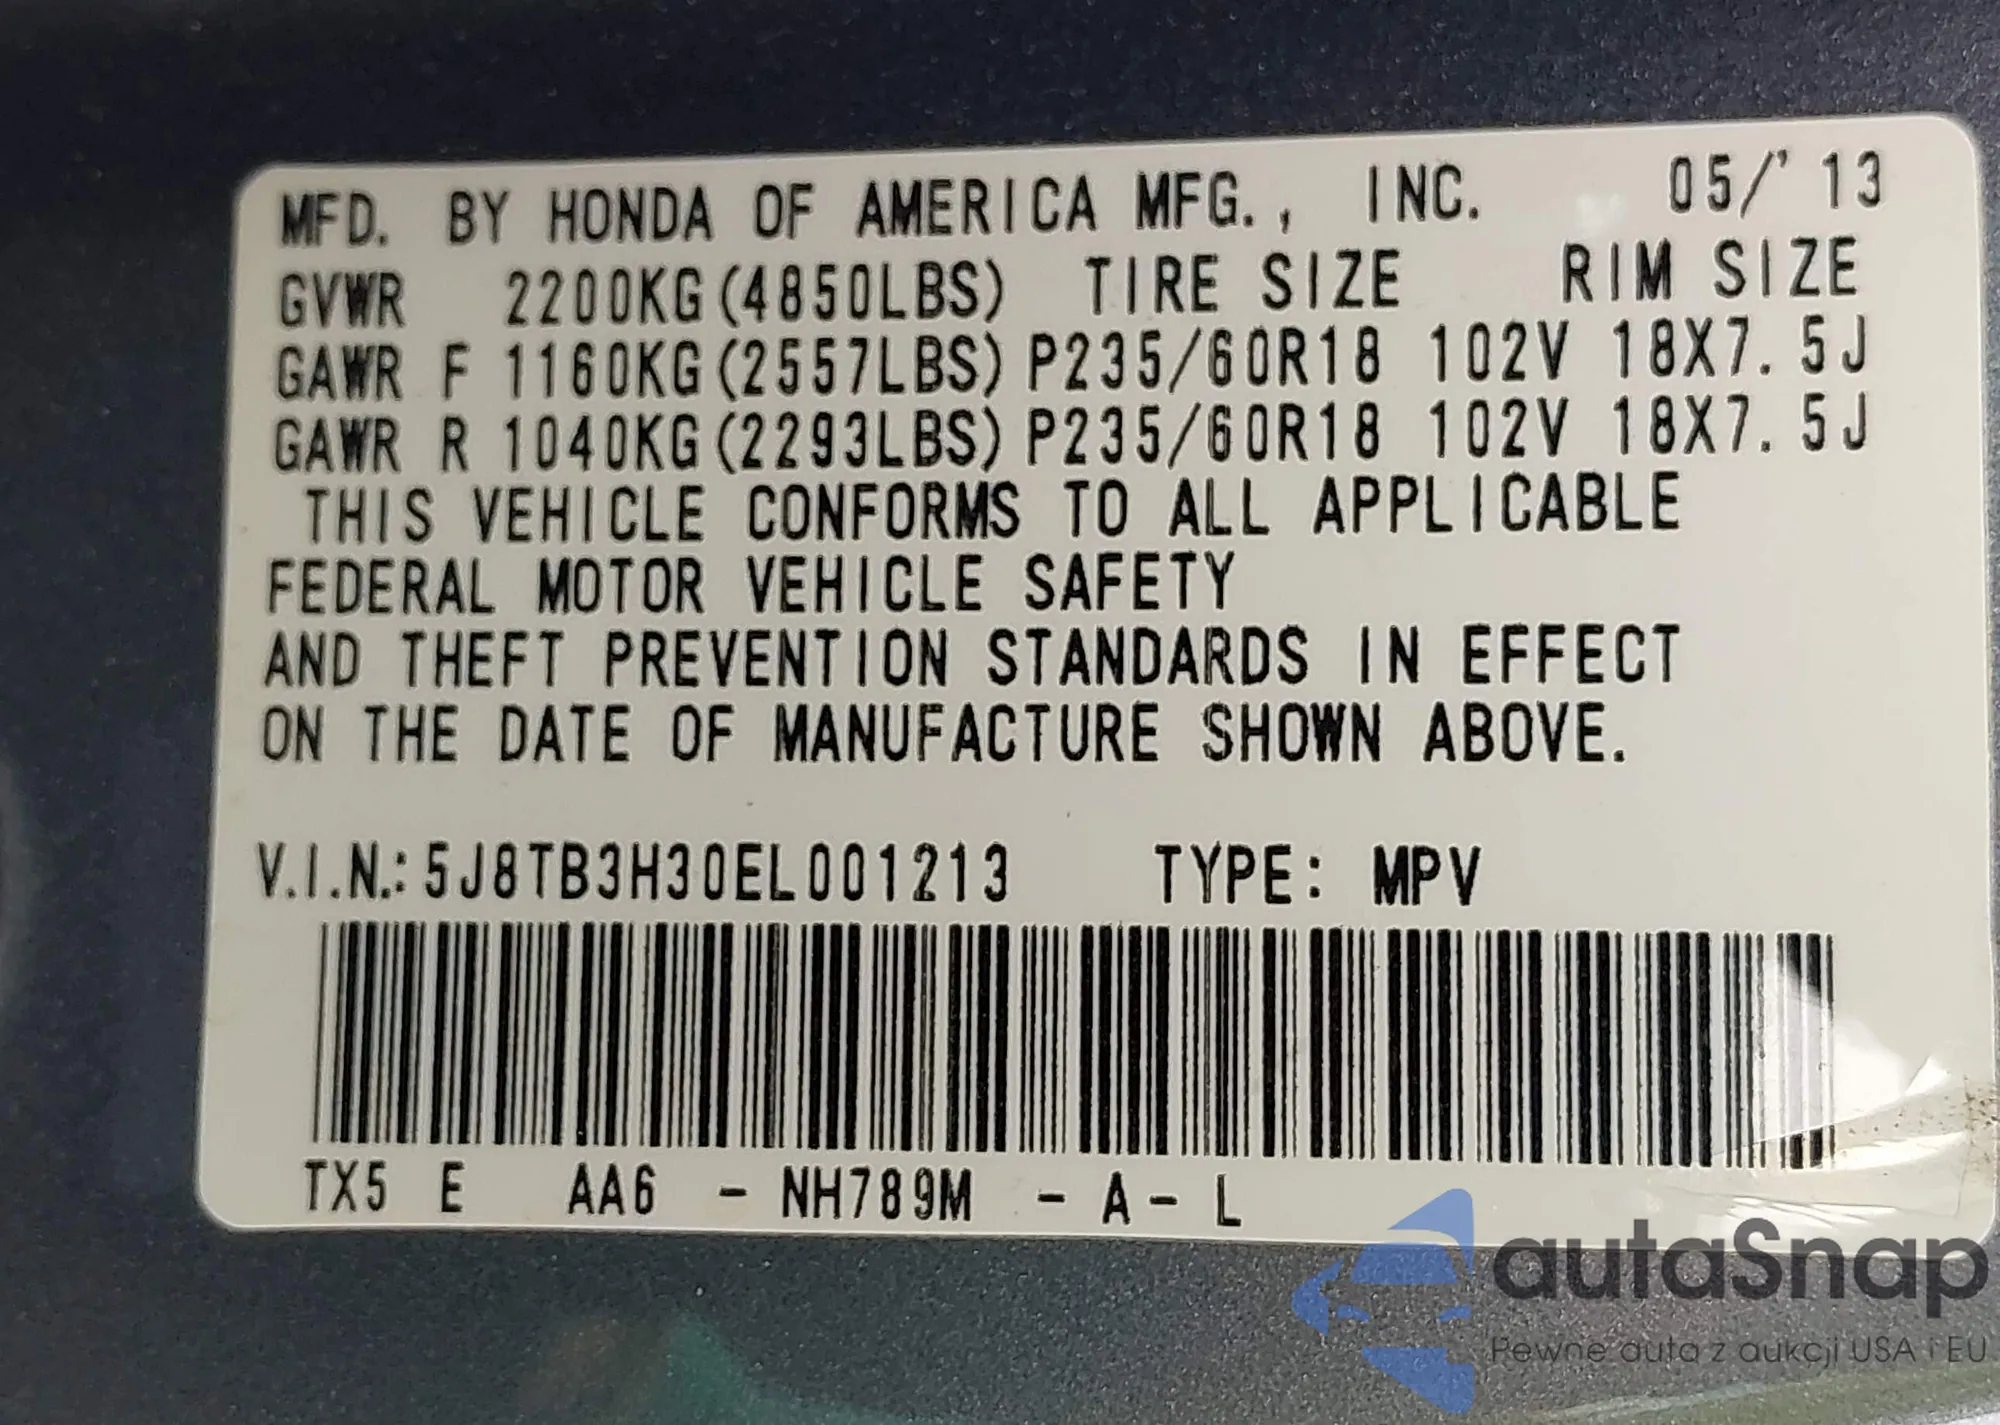 MFD. BY HONDA OF AMERICA MFG., INC. 05/'13
GVWR 2200KG(4850LBS) TIRE SIZE RIM SIZE
GAWR F 1160KG(2557LBS) P235/60R18 102V 18X7.5J
GAWR R 1040KG(2293LBS) P235/60R18 102V 18X7.5J
THIS VEHICLE CONFORMS TO ALL APPLICABLE
FEDERAL MOTOR VEHICLE SAFETY
AND THEFT PREVENTION STANDARDS IN EFFECT
ON THE DATE OF MANUFACTURE SHOWN ABOVE.
V.I.N.: 5J8TB3H30EL001213 TYPE: MPV
TX5 E AA6 - NH789M - A - L
autaSnap
Pewne auta z aukcji USA i EU